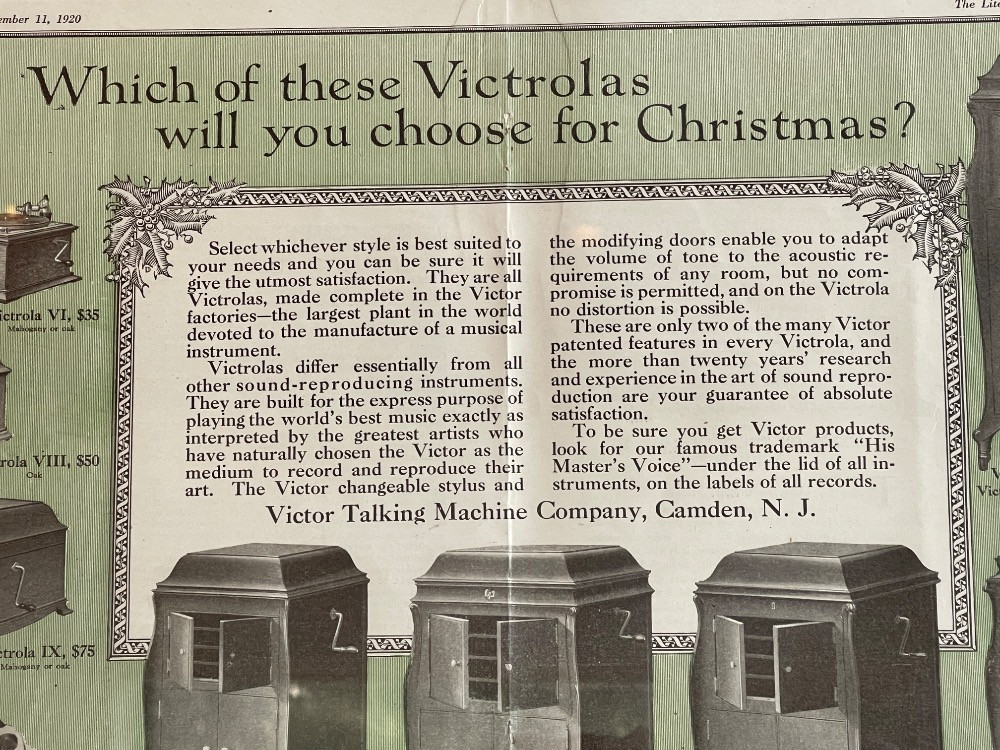 ember 11, 1920
The Lite
Which of these Victrolas
will you choose for Christmas?
Select whichever style is best suited to
your needs and you can be sure it will
give the utmost satisfaction. They are all
Victrolas, made complete in the Victor
factories—the largest plant in the world
devoted to the manufacture of a musical
instrument.
Victrolas differ essentially from all
other sound-reproducing instruments.
They are built for the express purpose of
playing the world's best music exactly as
interpreted by the greatest artists who
have naturally chosen the Victor as the
medium to record and reproduce their
art. The Victor changeable stylus and
the modifying doors enable you to adapt
the volume of tone to the acoustic re-
quirements of any room, but no com-
promise is permitted, and on the Victrola
no distortion is possible.
These are only two of the many Victor
patented features in every Victrola, and
the more than twenty years' research
and experience in the art of sound repro-
duction are your guarantee of absolute
satisfaction.
To be sure you get Victor products,
look for our famous trademark "His
Master's Voice"—under the lid of all in-
struments, on the labels of all records.
Victor Talking Machine Company, Camden, N. J.
ictrola VI, $35
Mahogany or oak
rola VIII, $50
Oak
ctrola IX, $75
Mahogany or oak
Vic